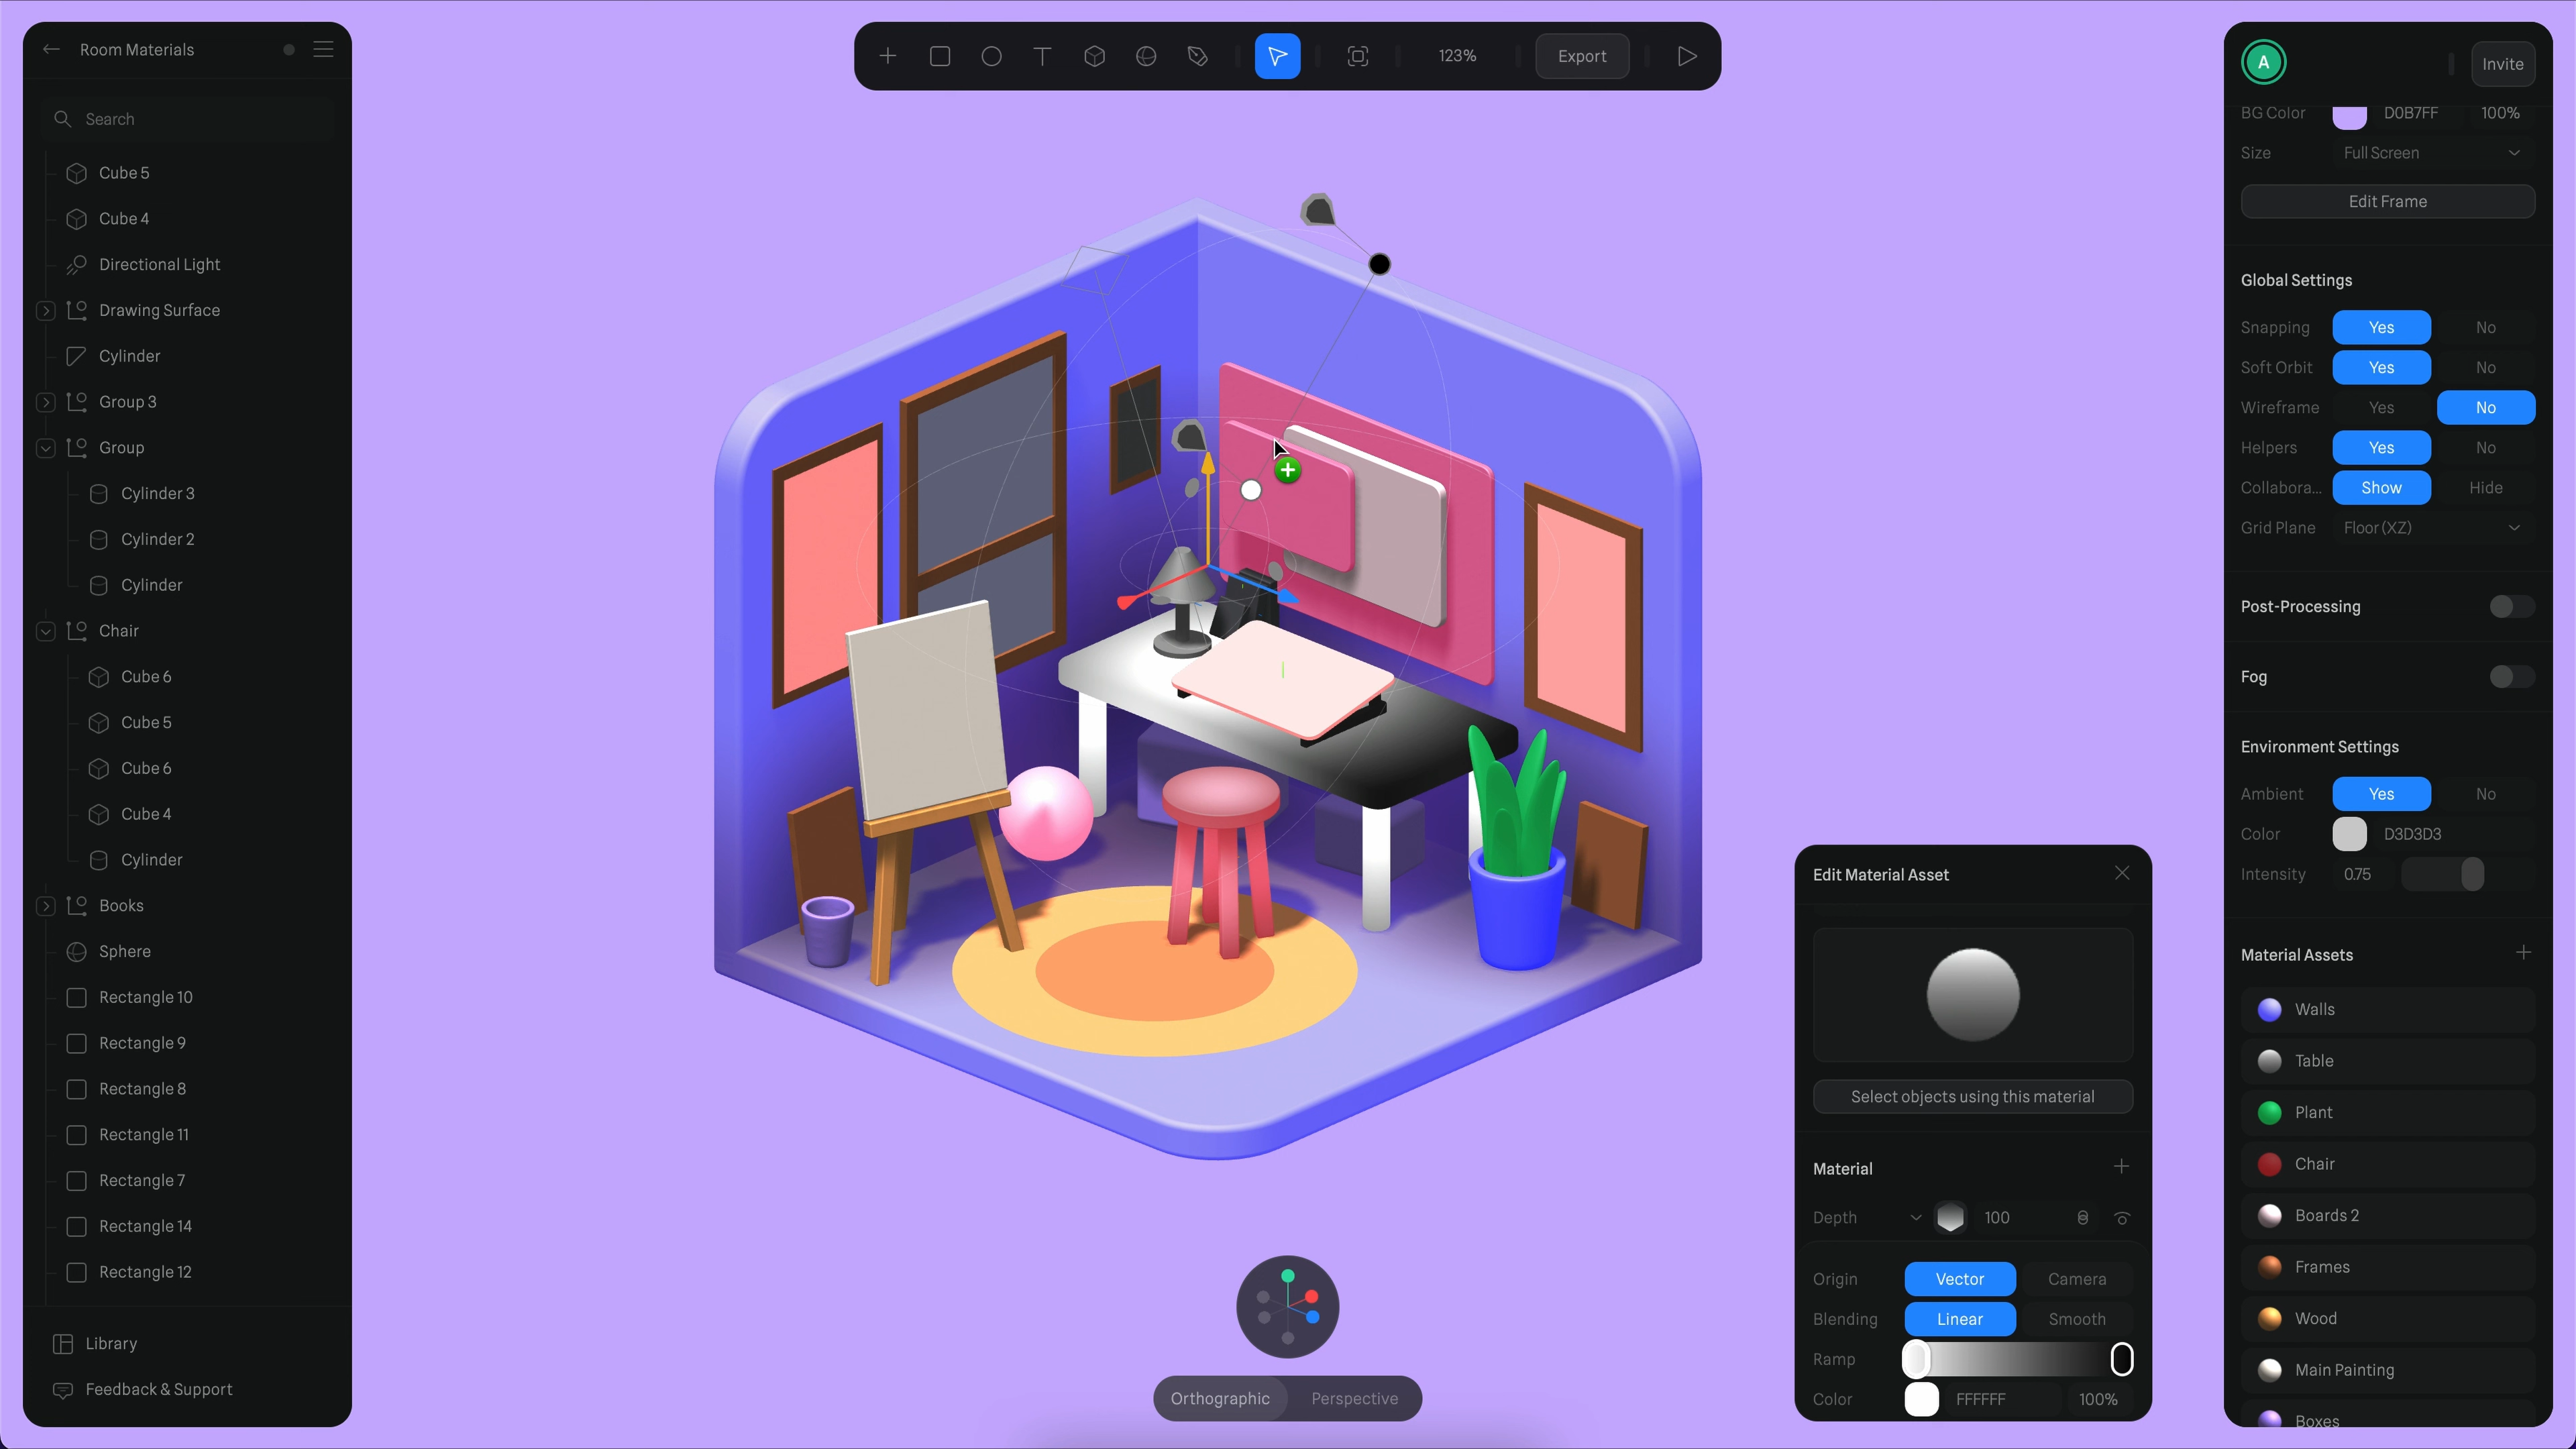 Room Materials
Search
Cube 5
Cube 4
Directional Light
Drawing Surface
Cylinder
Group 3
Group
Cylinder 3
Cylinder 2
Cylinder
Chair
Cube 6
Cube 5
Cube 6
Cube 4
Cylinder
Books
Sphere
Rectangle 10
Rectangle 9
Rectangle 8
Rectangle 11
Rectangle 7
Rectangle 14
Rectangle 12
Library
Feedback & Support
123%
Export
Orthographic
Perspective
Edit Material Asset
Select objects using this material
Material
Depth 100
Origin Vector Camera
Blending Linear Smooth
Ramp
Color FFFFFF 100%
A
Invite
BG Color D0B7FF 100%
Size Full Screen
Edit Frame
Global Settings
Snapping Yes No
Soft Orbit Yes No
Wireframe Yes No
Helpers Yes No
Collabora... Show Hide
Grid Plane Floor (XZ)
Post-Processing
Fog
Environment Settings
Ambient Yes No
Color D3D3D3
Intensity 0.75
Material Assets
Walls
Table
Plant
Chair
Boards 2
Frames
Wood
Main Painting
Boxes